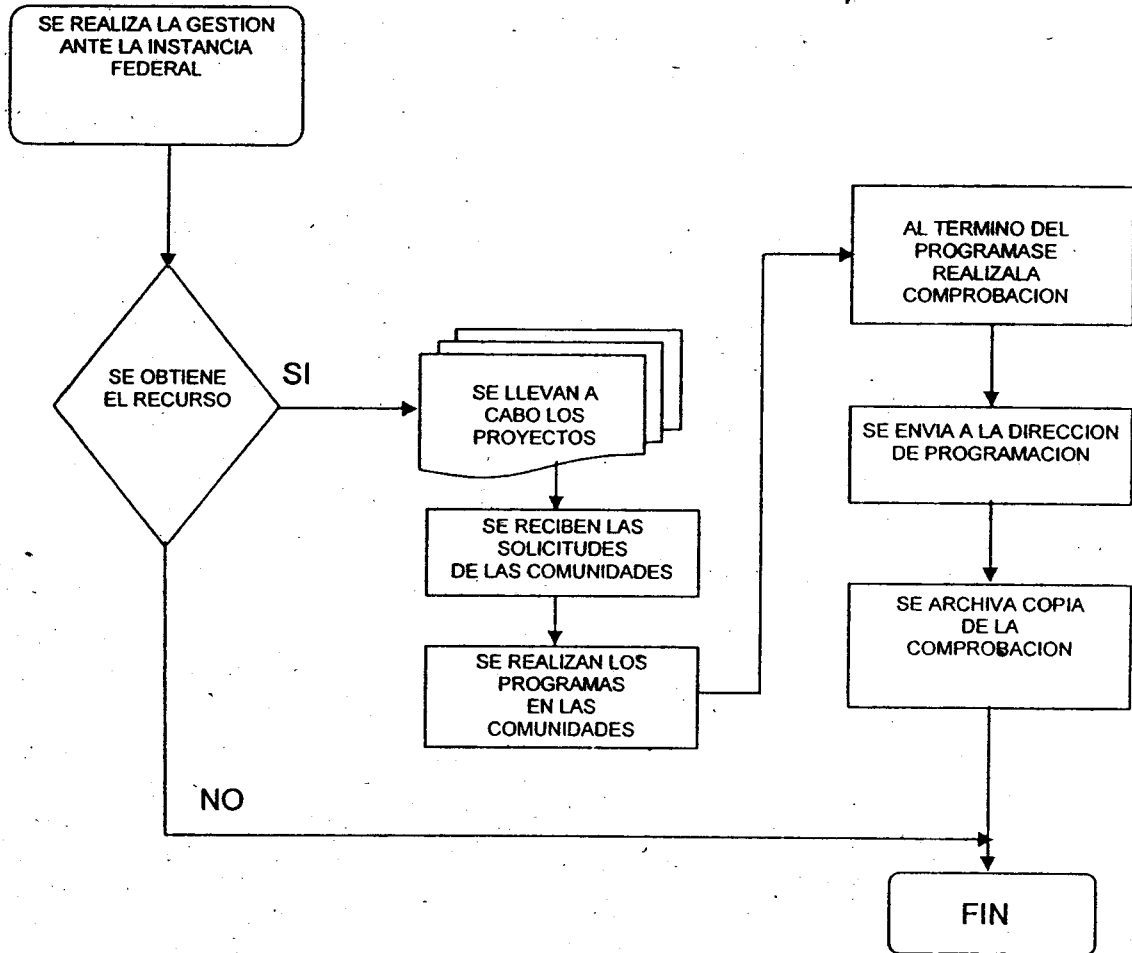 SE REALIZA LA GESTION
ANTE LA INSTANCIA
FEDERAL
SE OBTIENE
EL RECURSO
SI
SE LLEVAN A
CABO LOS
PROYECTOS
SE RECIBEN LAS
SOLICITUDES
DE LAS COMUNIDADES
SE REALIZAN LOS
PROGRAMAS
EN LAS
COMUNIDADES
AL TERMINO DEL
PROGRAMASE
REALIZALA
COMPROBACION
SE ENVIA A LA DIRECCION
DE PROGRAMACION
SE ARCHIVA COPIA
DE LA
COMPROBACION
NO
FIN